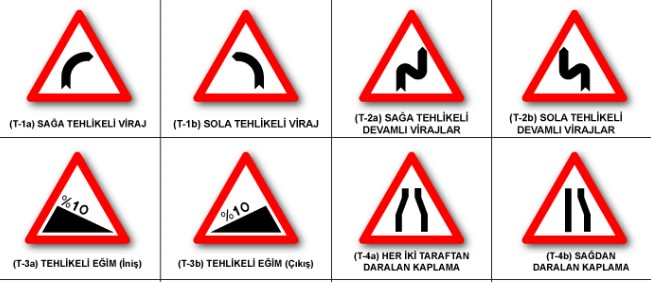 (T-1a) SAĞA TEHLİKELİ VİRAJ
(T-1b) SOLA TEHLİKELİ VİRAJ
(T-2a) SAĞA TEHLİKELİ
DEVAMLI VİRAJLAR
(T-2b) SOLA TEHLİKELİ
DEVAMLI VİRAJLAR
%10
(T-3a) TEHLİKELİ EĞİM (İniş)
%10
(T-3b) TEHLİKELİ EĞİM (Çıkış)
(T-4a) HER İKİ TARAFTAN
DARALAN KAPLAMA
(T-4b) SAĞDAN
DARALAN KAPLAMA